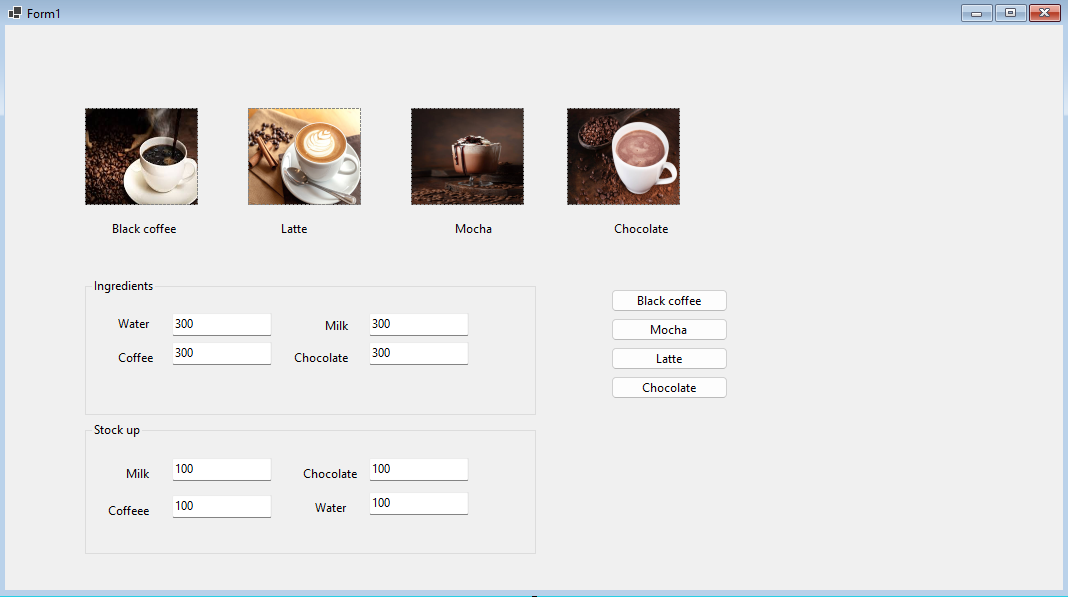 Form1
Black coffee
Latte
Mocha
Chocolate
Ingredients
Water 300 Milk 300
Coffee 300 Chocolate 300
Black coffee
Mocha
Latte
Chocolate
Stock up
Milk 100 Chocolate 100
Coffeee 100 Water 100